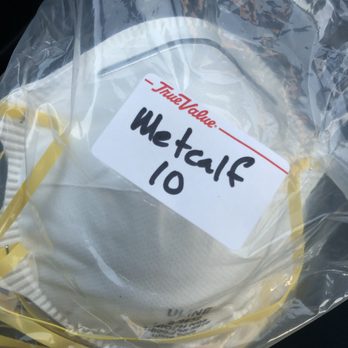 True Value
Metcalf
10
ULINE